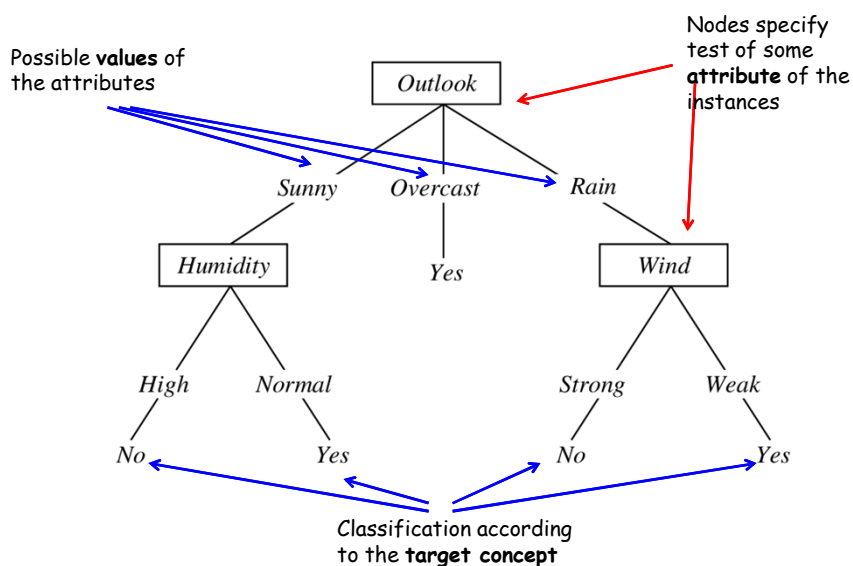 Possible values of
the attributes
Nodes specify
test of some
attribute of the
instances
Outlook
Sunny Overcast Rain
Humidity Yes Wind
High Normal Strong Weak
No Yes No Yes
Classification according
to the target concept